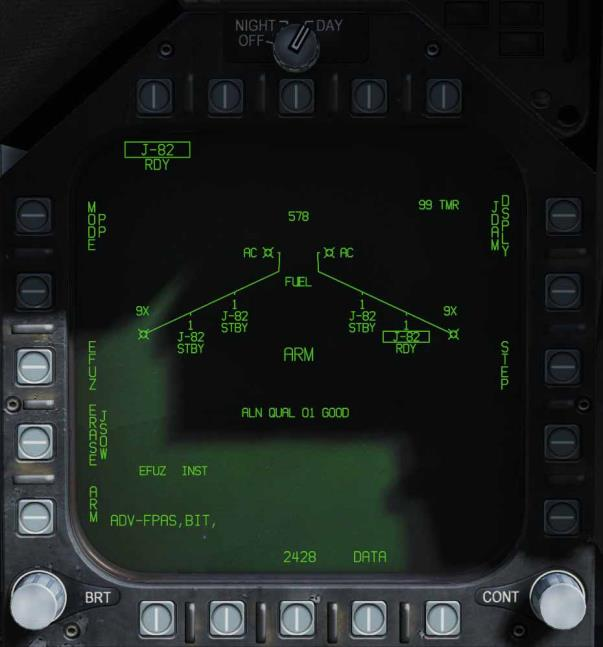 NIGHT DAY
OFF
J-82
RDY
99 TMR
MODE PP
JDAM DSPLY
578
AC AC
FUEL
9X 9X
1 1
J-82 J-82
STBY STBY
1 1
J-82 J-82
STBY RDY
ARM
EFUZ
STEP
ALN QUAL 01 GOOD
ERASE JSOW
EFUZ INST
ARM
ADV-FPAS,BIT,
2428 DATA
BRT CONT